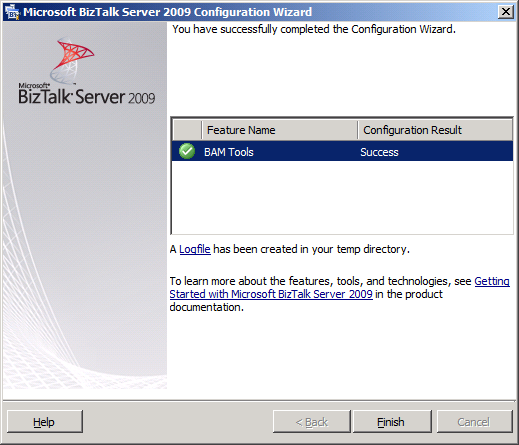 Microsoft BizTalk Server 2009 Configuration Wizard
You have successfully completed the Configuration Wizard.
Microsoft®
BizTalk® Server 2009
Feature Name Configuration Result
BAM Tools Success
A Logfile has been created in your temp directory.
To learn more about the features, tools, and technologies, see Getting
Started with Microsoft BizTalk Server 2009 in the product
documentation.
Help < Back Finish Cancel